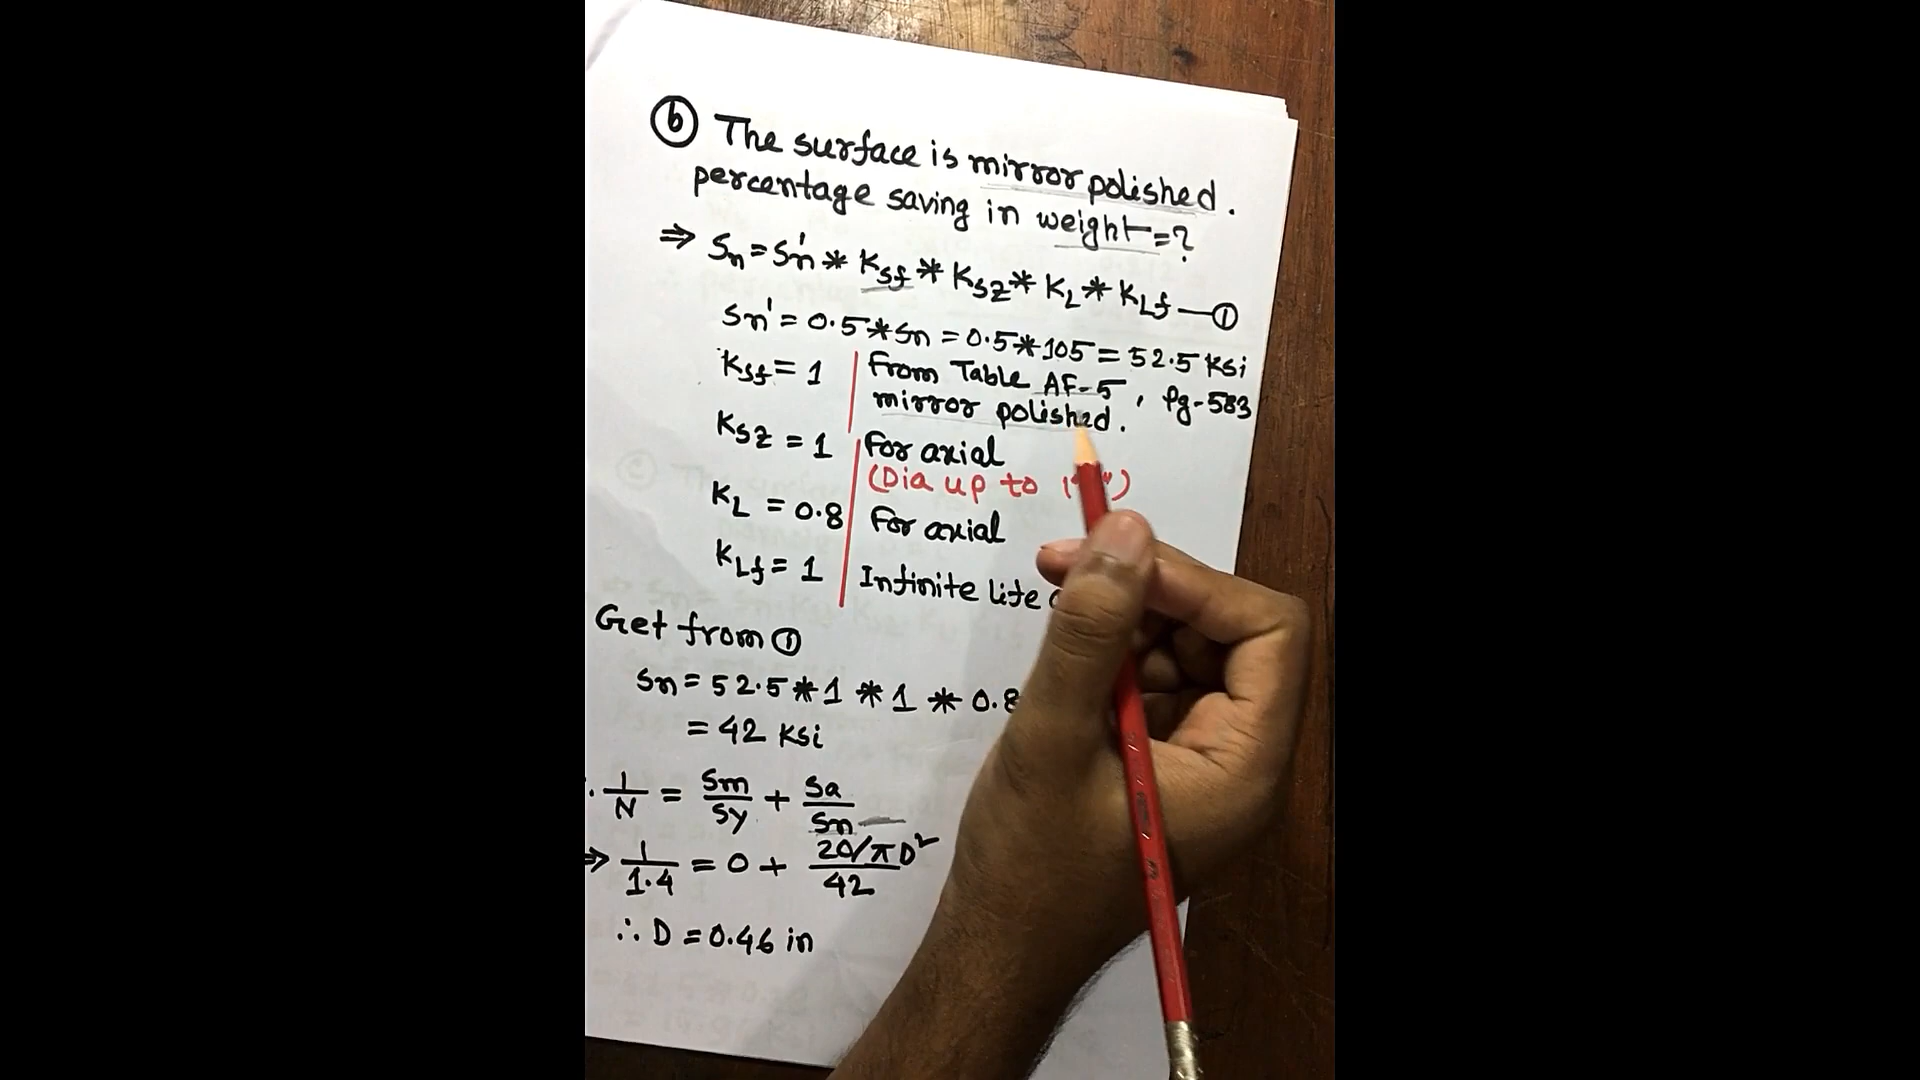 ⓑ The surface is mirror polished.
percentage saving in weight = ?
⇒ Sn = Sn' * Ksf * Ksz * KL * KLf — ①
Sn' = 0.5 * Sn = 0.5 * 105 = 52.5 Ksi
Ksf = 1 From Table AF-5, Pg-583
mirror polished.
Ksz = 1 For axial
(Dia up to
KL = 0.8 For axial
KLf = 1 Infinite life
Get from ①
Sn = 52.5 * 1 * 1 * 0.8
= 42 Ksi
∴ 1/N = Sm/Sy + Sa/Sn
⇒ 1/1.4 = 0 + (20/πD²)/42
∴ D = 0.46 in